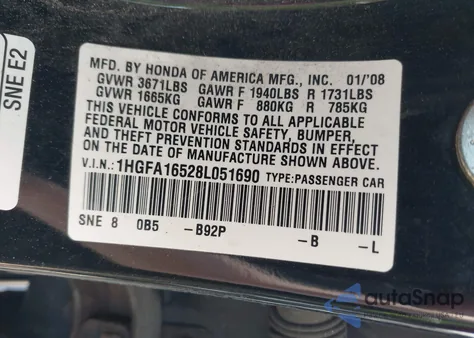 SNE E2
MFD. BY HONDA OF AMERICA MFG., INC. 01/'08
GVWR 3671LBS GAWR F 1940LBS R 1731LBS
GVWR 1665KG GAWR F 880KG R 785KG
THIS VEHICLE CONFORMS TO ALL APPLICABLE
FEDERAL MOTOR VEHICLE SAFETY, BUMPER,
AND THEFT PREVENTION STANDARDS IN EFFECT
ON THE DATE OF MANUFACTURE SHOWN ABOVE.
V.I.N.: 1HGFA16528L051690 TYPE:PASSENGER CAR
SNE 8 0B5 -B92P -B -L
autoSnap